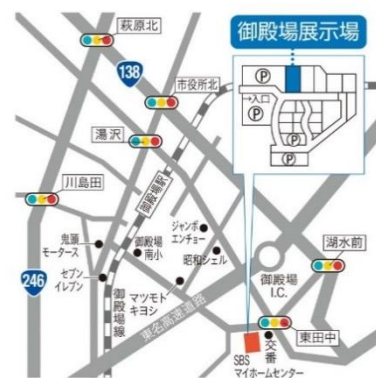 萩原北
御殿場展示場
138
市役所北
P
P
→入口
P
P
湯沢
川島田
御殿場駅
鬼瀬
モータース
御殿場
南小
ジャンボ
エンチョー
昭和シェル
湖水前
246
セブン
イレブン
御殿場線
マツモト
キヨシ
東名高速道路
御殿場
I.C.
東田中
交番
SBS
マイホームセンター